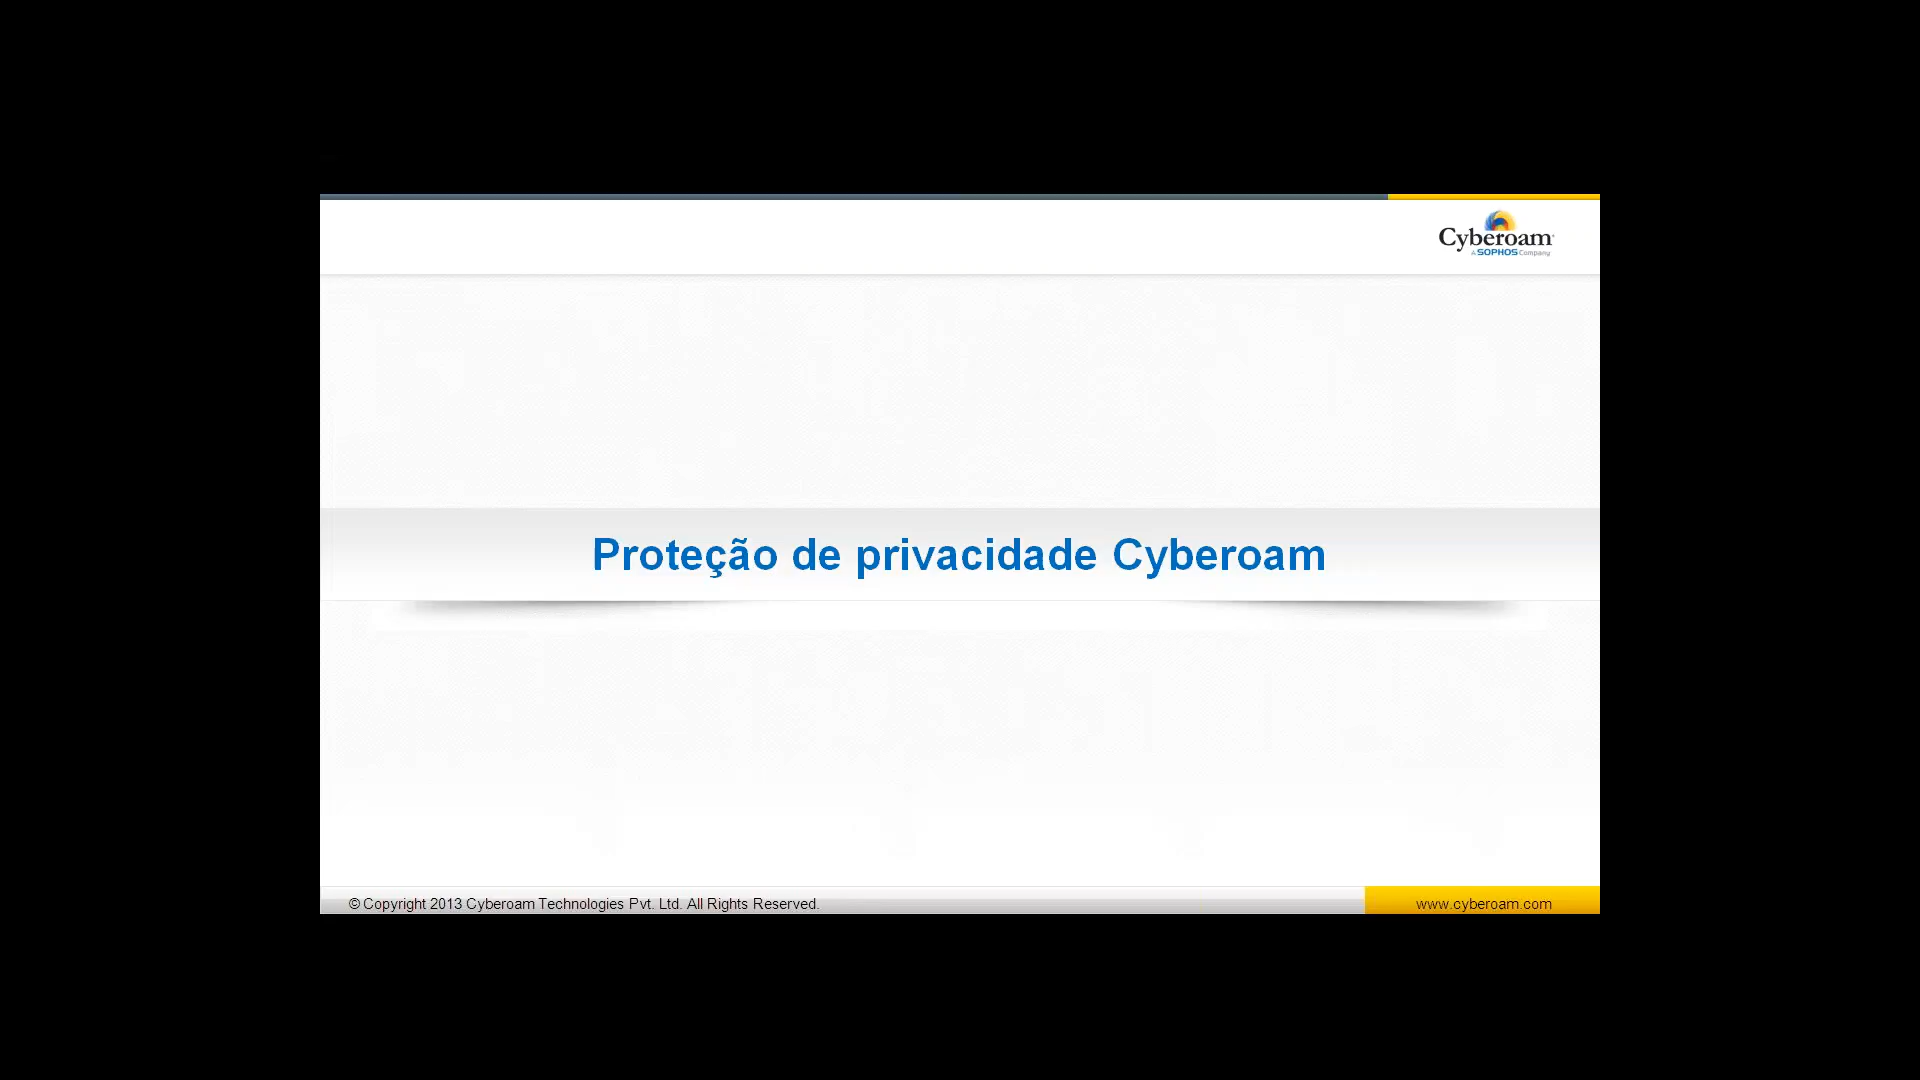 Cyberoam
A SOPHOS Company
Proteção de privacidade Cyberoam
© Copyright 2013 Cyberoam Technologies Pvt. Ltd. All Rights Reserved.
www.cyberoam.com